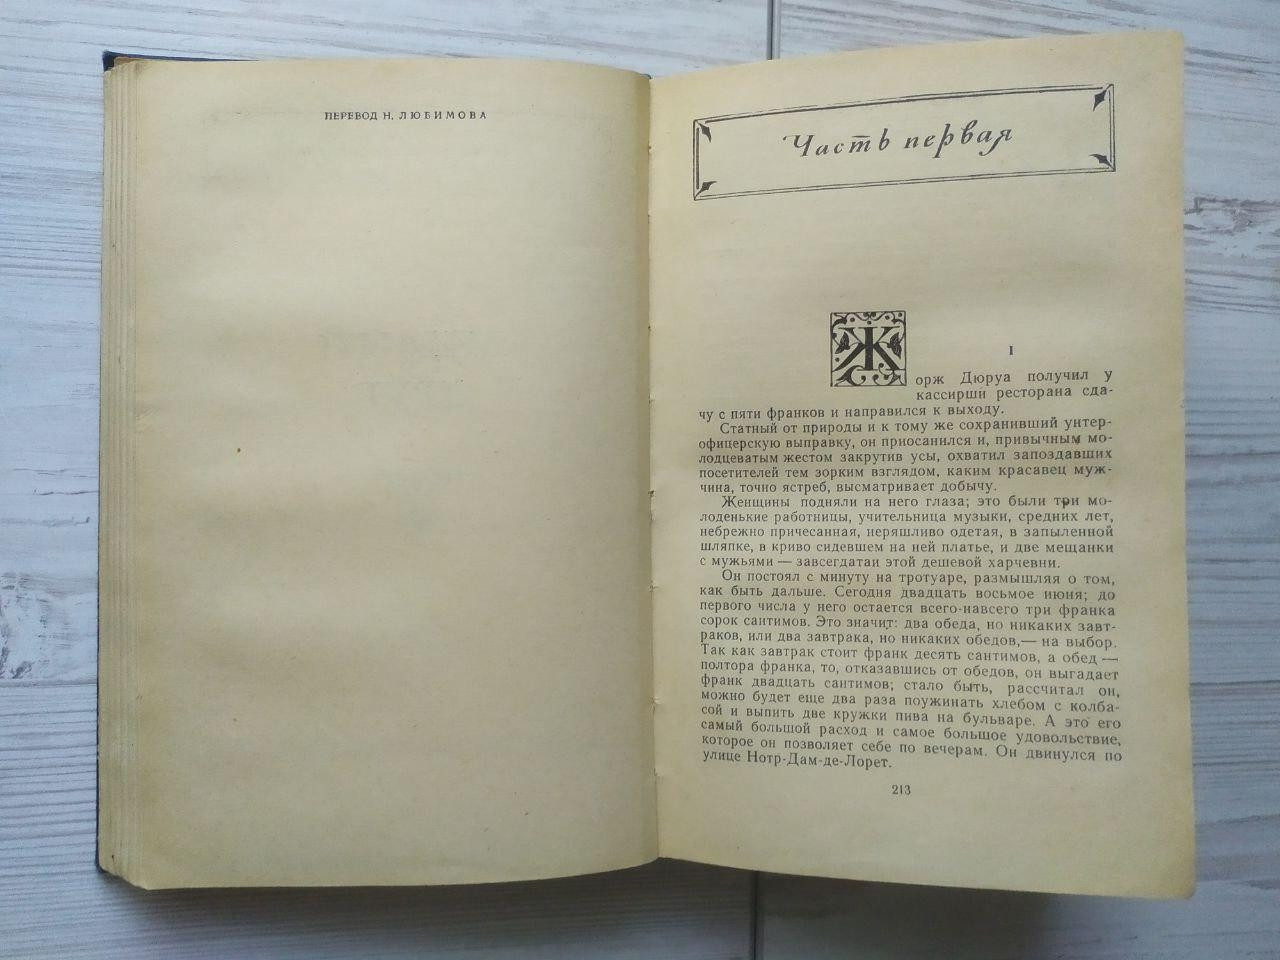 ПЕРЕВОД Н. ЛЮБИМОВА
Часть первая
I
Жорж Дюруа получил у
кассирши ресторана сда-
чу с пяти франков и направился к выходу.
Статный от природы и к тому же сохранивший унтер-
офицерскую выправку, он приосанился и, привычным мо-
лодцеватым жестом закрутив усы, охватил запоздавших
посетителей тем зорким взглядом, каким красавец муж-
чина, точно ястреб, высматривает добычу.
Женщины подняли на него глаза; это были три мо-
лоденькие работницы, учительница музыки, средних лет,
небрежно причесанная, неряшливо одетая, в запыленной
шляпке, в криво сидевшем на ней платье, и две мещанки
с мужьями — завсегдатаи этой дешевой харчевни.
Он постоял с минуту на тротуаре, размышляя о том,
как быть дальше. Сегодня двадцать восьмое июня; до
первого числа у него остается всего-навсего три франка
сорок сантимов. Это значит: два обеда, но никаких завт-
раков, или два завтрака, но никаких обедов,— на выбор.
Так как завтрак стоит франк десять сантимов, а обед —
полтора франка, то, отказавшись от обедов, он выгадает
франк двадцать сантимов; стало быть, рассчитал он,
можно будет еще два раза поужинать хлебом с колба-
сой и выпить две кружки пива на бульваре. А это его
самый большой расход и самое большое удовольствие,
которое он позволяет себе по вечерам. Он двинулся по
улице Нотр-Дам-де-Лорет.
213